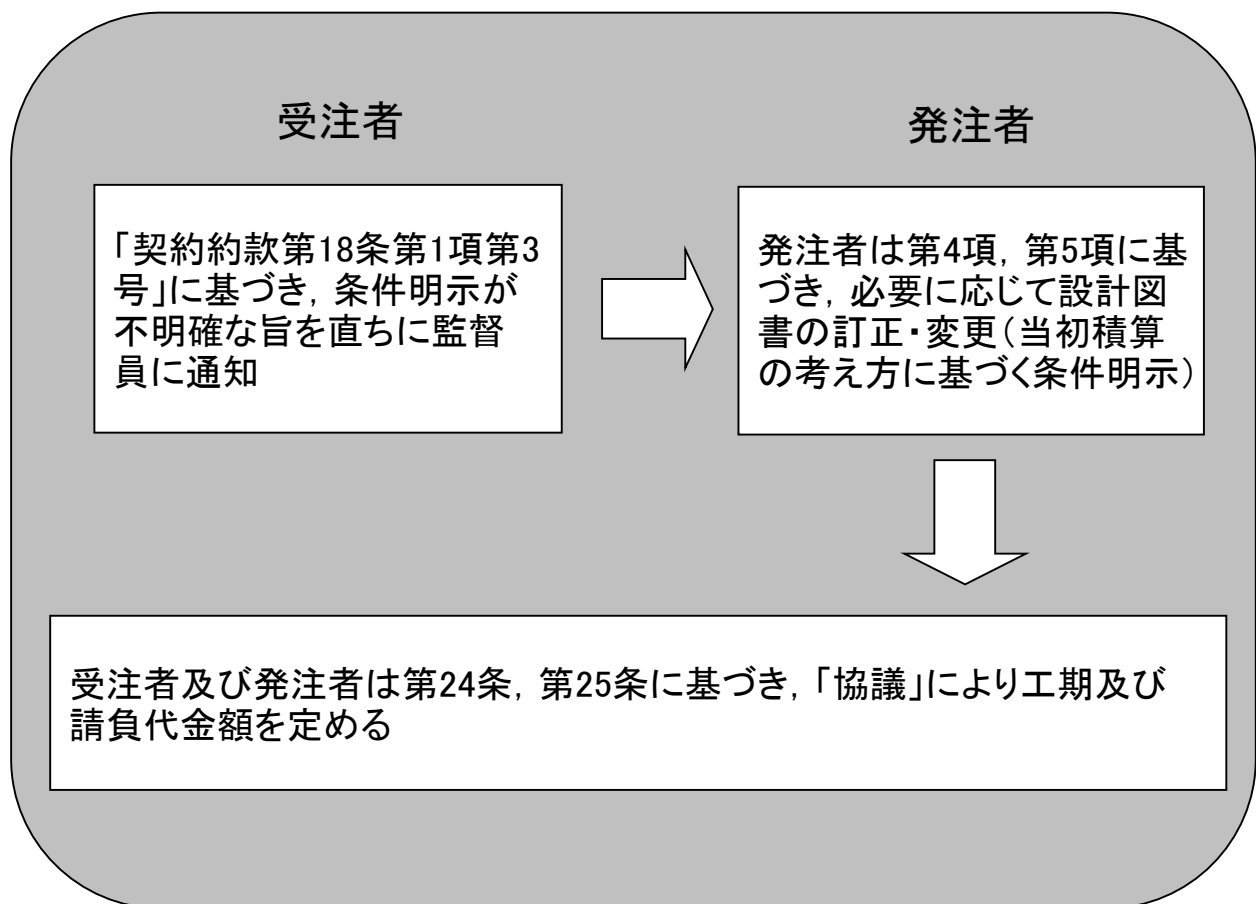 受注者
発注者
「契約約款第18条第1項第3
号」に基づき，条件明示が
不明確な旨を直ちに監督
員に通知
発注者は第4項，第5項に基
づき，必要に応じて設計図
書の訂正・変更（当初積算
の考え方に基づく条件明示）
受注者及び発注者は第24条，第25条に基づき，「協議」により工期及び
請負代金額を定める